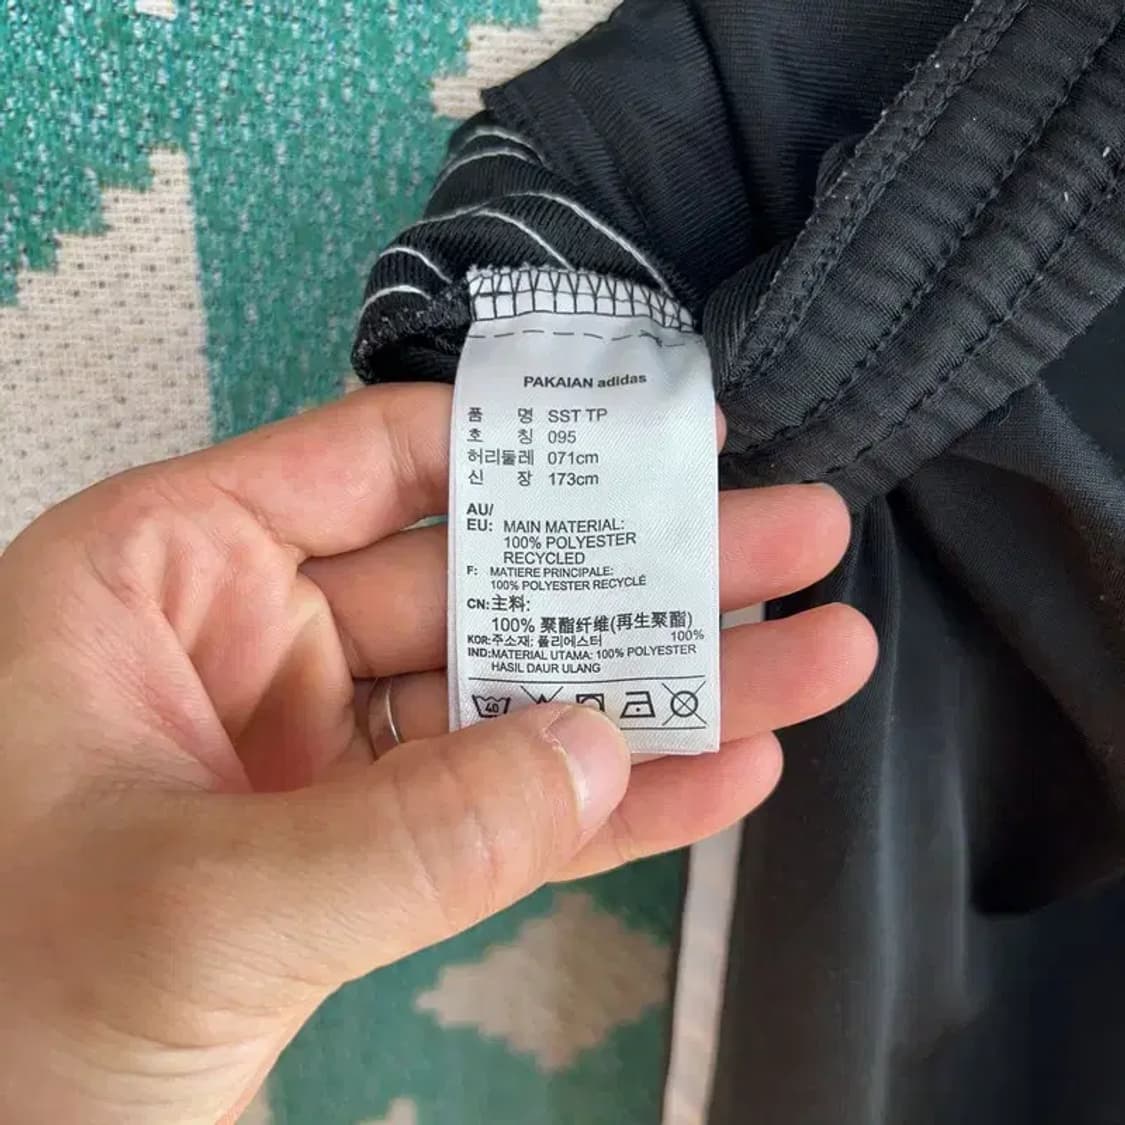 PAKAIAN adidas
품 명 SST TP
호 칭 095
허리둘레 071cm
신 장 173cm
AU/
EU: MAIN MATERIAL:
100% POLYESTER
RECYCLED
F: MATIERE PRINCIPALE:
100% POLYESTER RECYCLÉ
CN:主料:
100% 聚酯纤维(再生聚酯)
KOR:주소재; 폴리에스터 100%
IND:MATERIAL UTAMA: 100% POLYESTER
HASIL DAUR ULANG
40